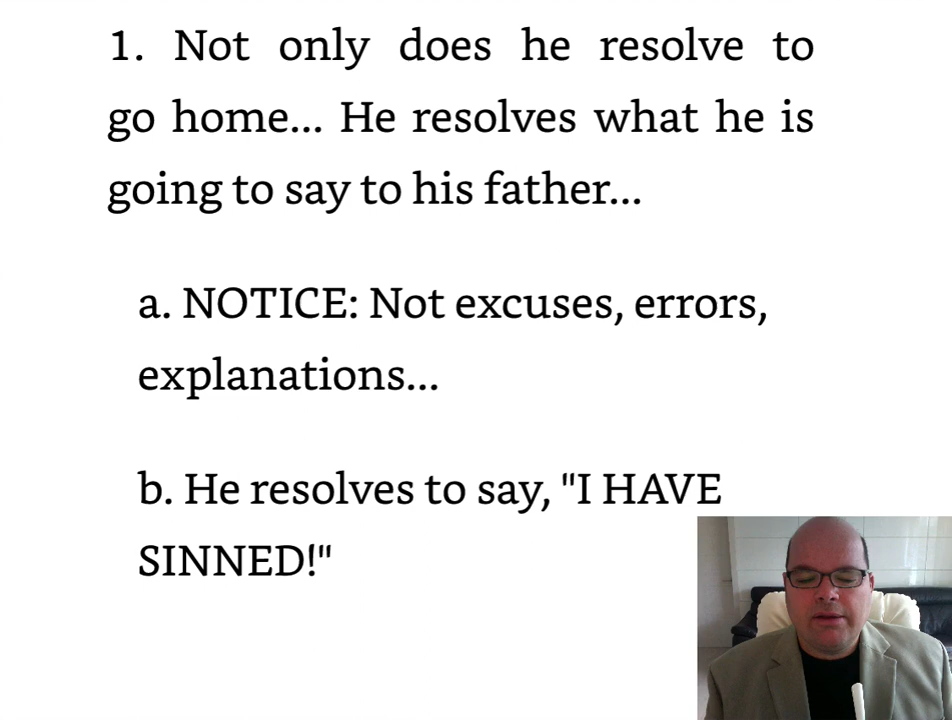 1. Not only does he resolve to
go home... He resolves what he is
going to say to his father...
a. NOTICE: Not excuses, errors,
explanations...
b. He resolves to say, "I HAVE
SINNED!"